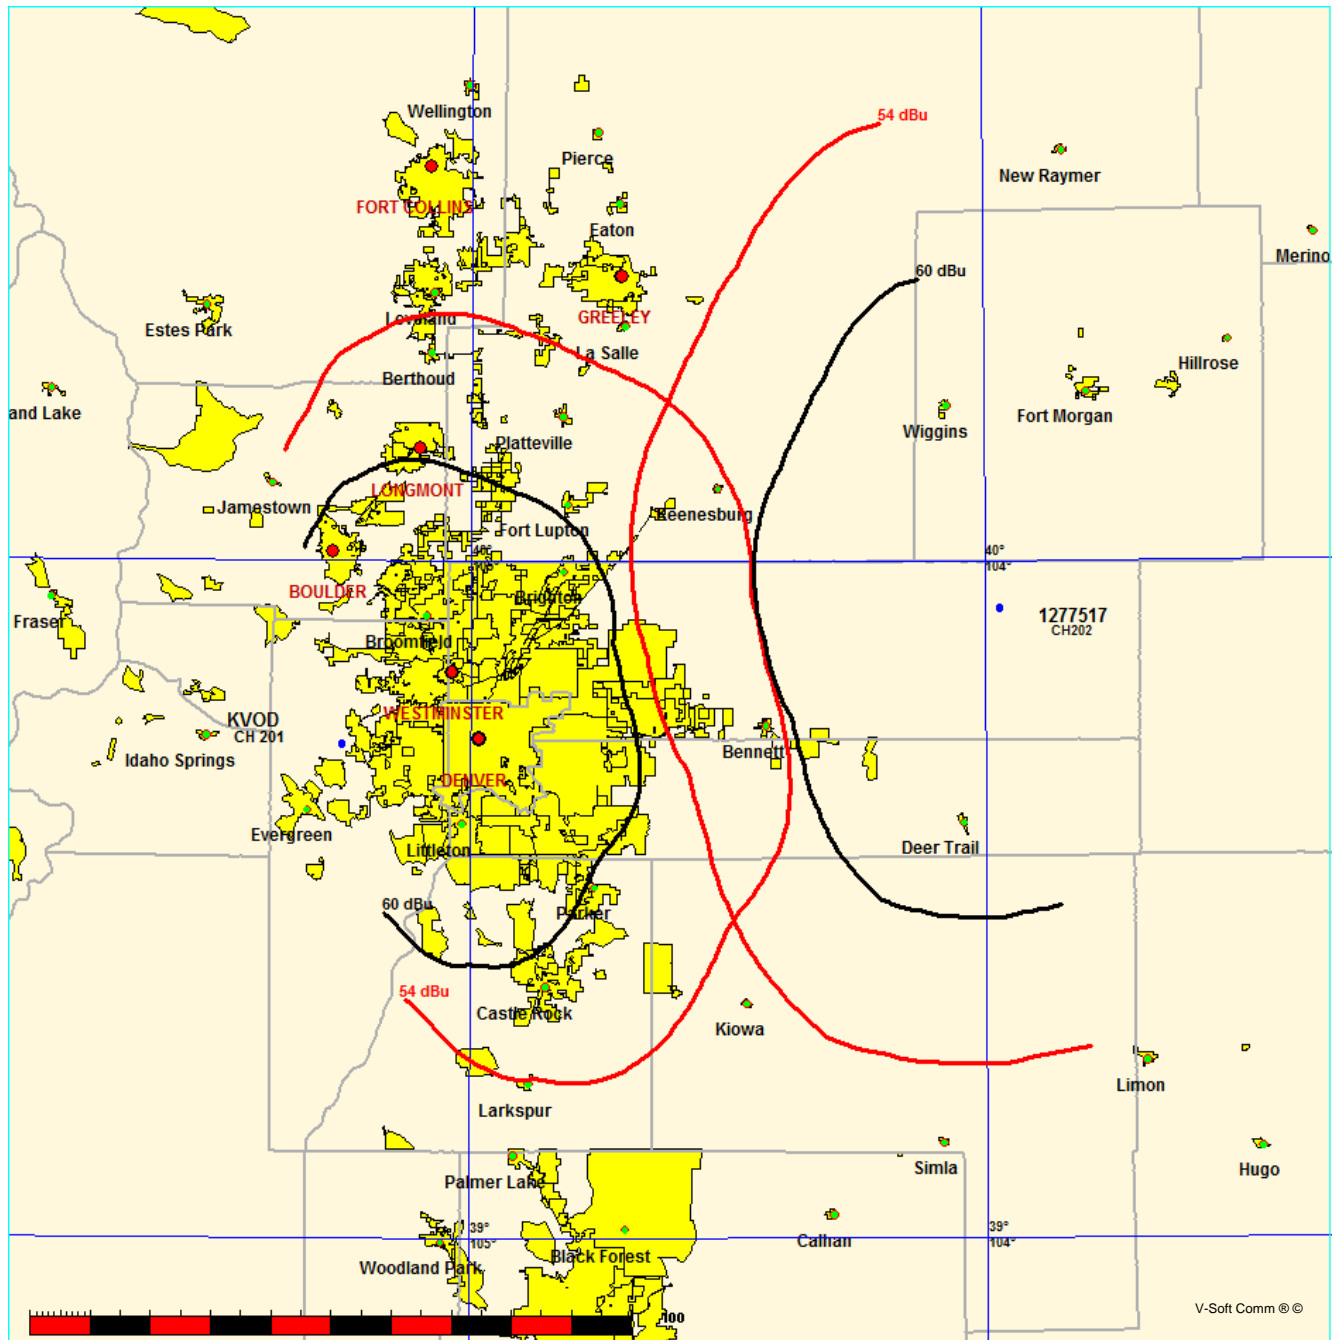 Wellington
54 dBu
Pierce
New Raymer
FORT COLLINS
Eaton
Merino
60 dBu
Estes Park
Loveland
GREELEY
La Salle
Hillrose
Berthoud
and Lake
Fort Morgan
Wiggins
Platteville
LONGMONT
Jamestown
Keenesburg
Fort Lupton
40°
105°
40°
104°
BOULDER
Brighton
Fraser
Broomfield
1277517
CH202
KVOD
CH 201
WESTMINSTER
Idaho Springs
Bennett
DENVER
Evergreen
Littleton
Deer Trail
60 dBu
Parker
54 dBu
Castle Rock
Kiowa
Limon
Larkspur
Simla
Hugo
Palmer Lake
39°
105°
39°
104°
Calhan
Black Forest
Woodland Park
100
V-Soft Comm ® ©